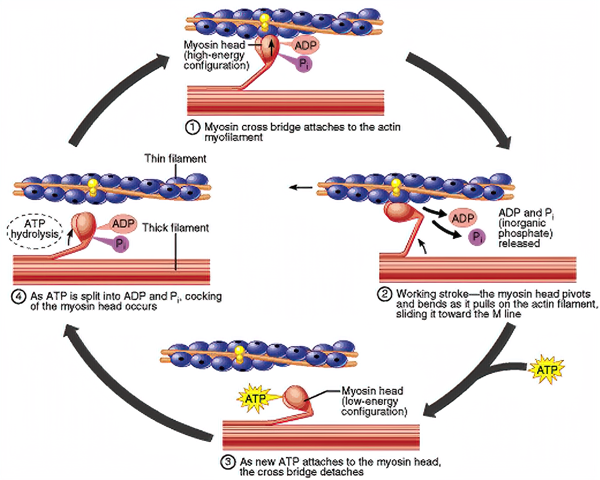 Myosin head
(high-energy
configuration)
ADP
Pi
1 Myosin cross bridge attaches to the actin
myofilament
Thin filament
ATP
hydrolysis
ADP
Pi
Thick filament
4 As ATP is split into ADP and Pi, cocking
of the myosin head occurs
ADP
Pi
ADP and Pi
(inorganic
phosphate)
released
2 Working stroke—the myosin head pivots
and bends as it pulls on the actin filament,
sliding it toward the M line
ATP
ATP
Myosin head
(low-energy
configuration)
3 As new ATP attaches to the myosin head,
the cross bridge detaches